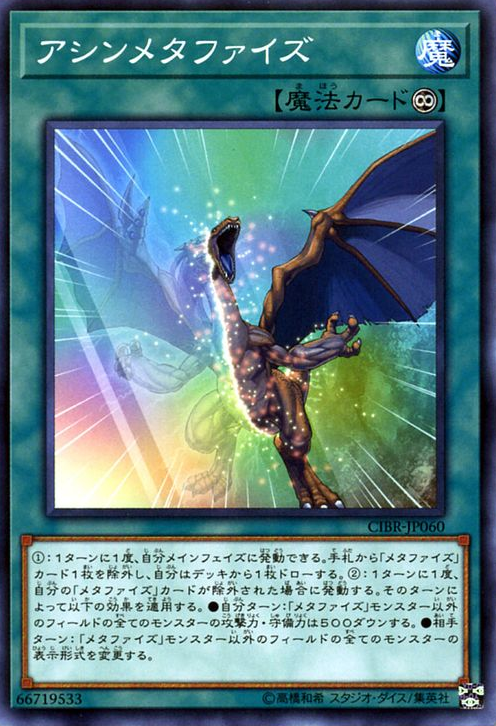 アシンメタファイズ
魔
【魔法カード】
CIBR-JP060
①：1ターンに1度、自分メインフェイズに発動できる。手札から「メタファイズ」
カード1枚を除外し、自分はデッキから1枚ドローする。②：1ターンに1度、
自分の「メタファイズ」カードが除外された場合に発動する。そのターンに
よって以下の効果を適用する。●自分ターン：「メタファイズ」モンスター以外
のフィールドの全てのモンスターの攻撃力・守備力は500ダウンする。●相手
ターン：「メタファイズ」モンスター以外のフィールドの全てのモンスターの
表示形式を変更する。
66719533
©高橋和希 スタジオ・ダイス/集英社